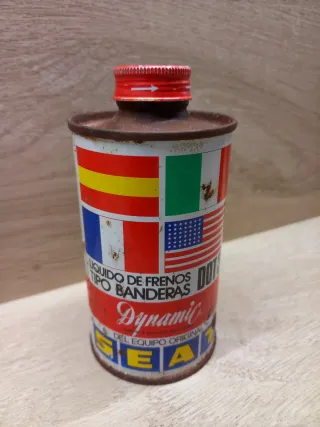 LIQUIDO DE FRENOS
TIPO BANDERAS DOT
Dynamic
DEL EQUIPO ORIGINAL
SEAT